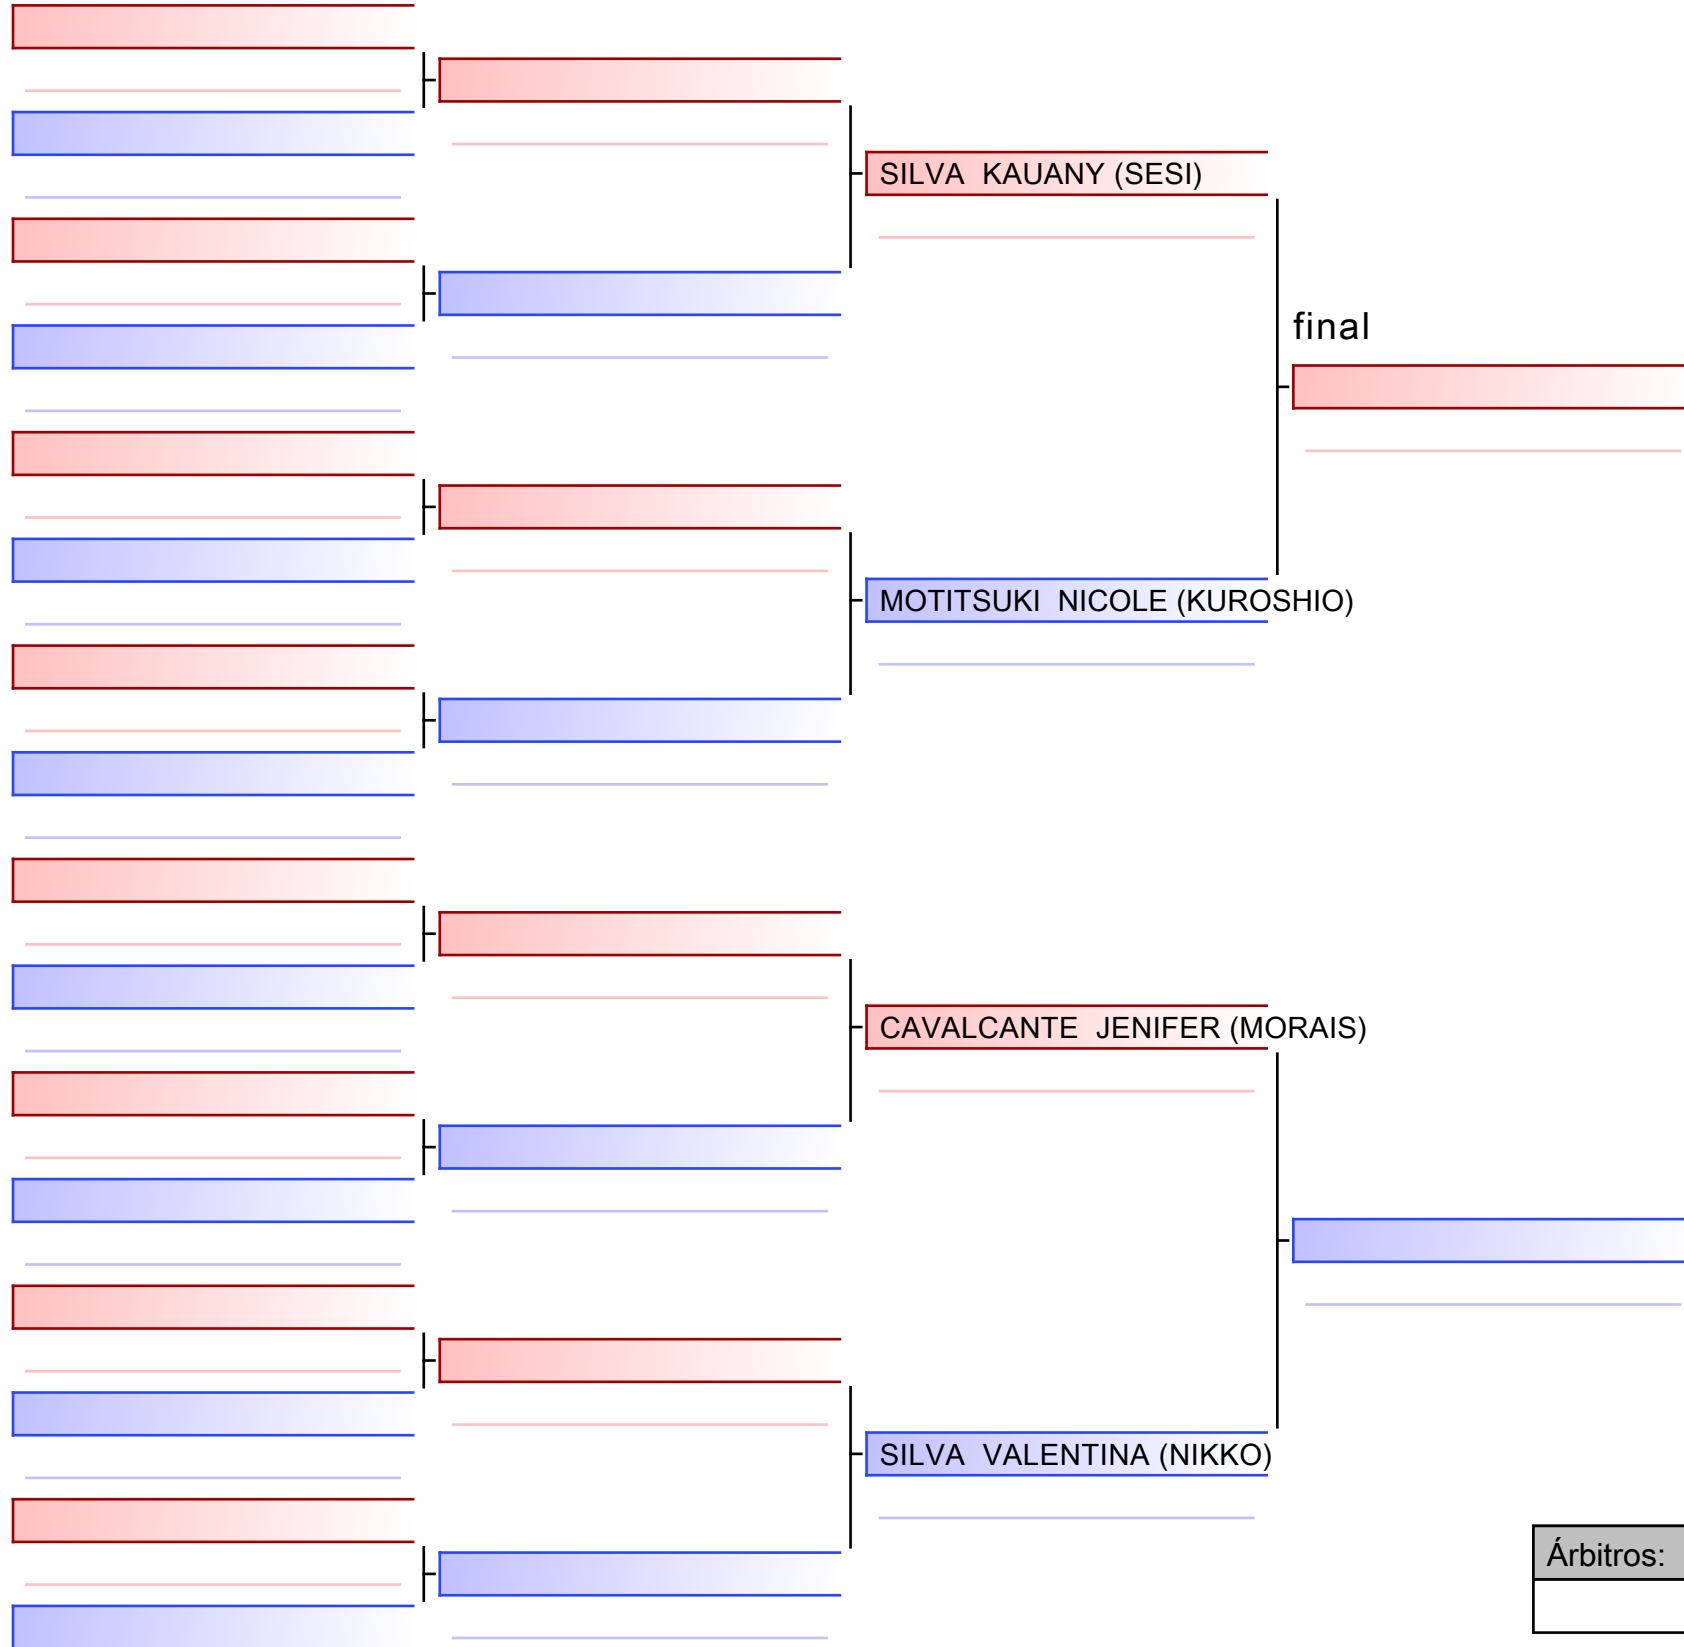 SILVA  KAUANY (SESI)
final
MOTITSUKI  NICOLE (KUROSHIO)
CAVALCANTE  JENIFER (MORAIS)
SILVA  VALENTINA (NIKKO)
Árbitros: